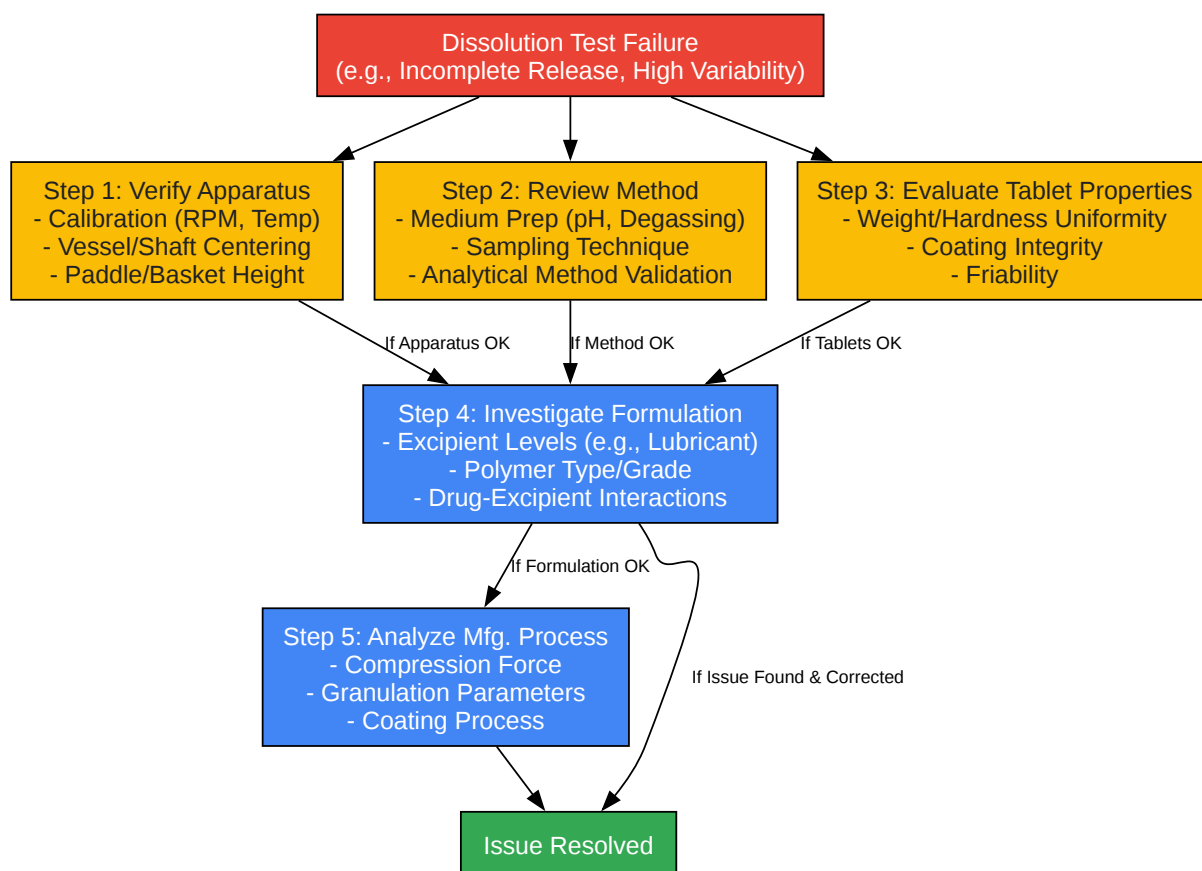 Dissolution Test Failure
(e.g., Incomplete Release, High Variability)
Step 1: Verify Apparatus
- Calibration (RPM, Temp)
- Vessel/Shaft Centering
- Paddle/Basket Height
Step 2: Review Method
- Medium Prep (pH, Degassing)
- Sampling Technique
- Analytical Method Validation
Step 3: Evaluate Tablet Properties
- Weight/Hardness Uniformity
- Coating Integrity
- Friability
If Apparatus OK
If Method OK
If Tablets OK
Step 4: Investigate Formulation
- Excipient Levels (e.g., Lubricant)
- Polymer Type/Grade
- Drug-Excipient Interactions
If Formulation OK
Step 5: Analyze Mfg. Process
- Compression Force
- Granulation Parameters
- Coating Process
If Issue Found & Corrected
Issue Resolved